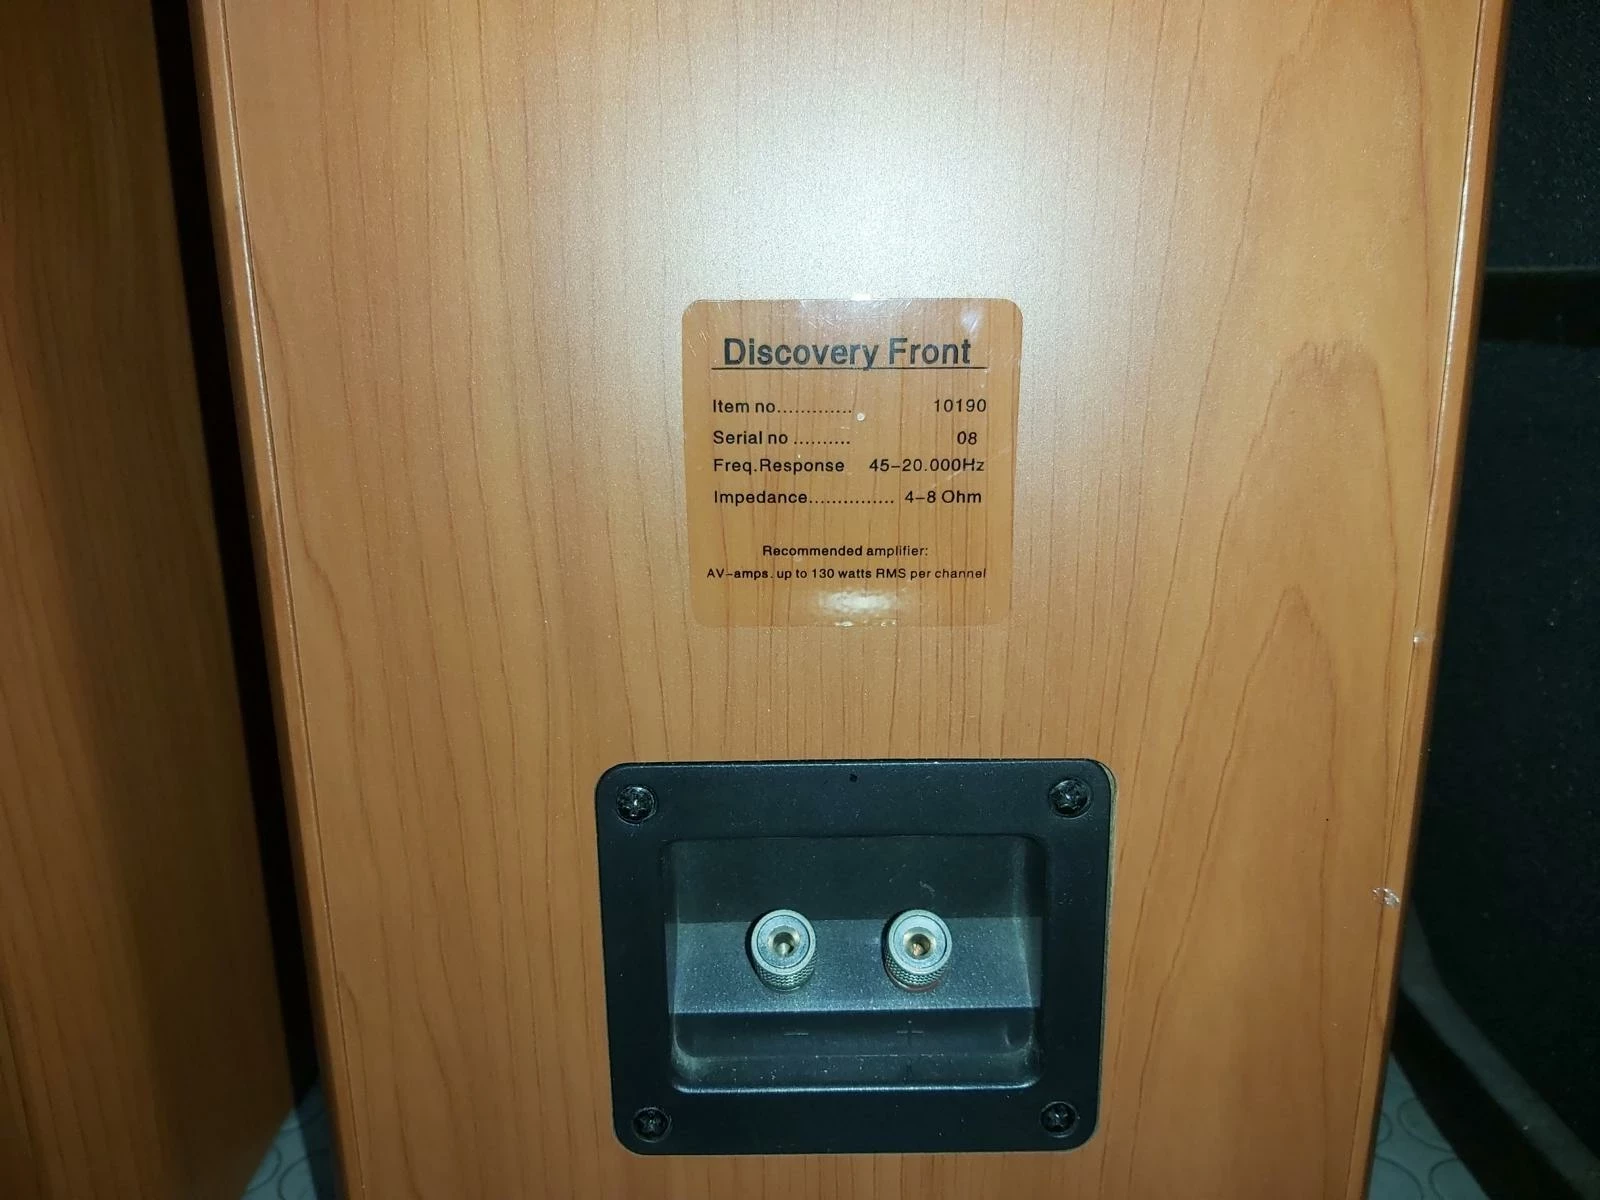 Discovery Front
Item no............. 10190
Serial no .......... 08
Freq.Response 45-20.000Hz
Impedance............... 4-8 Ohm
Recommended amplifier:
AV-amps. up to 130 watts RMS per channel
- +